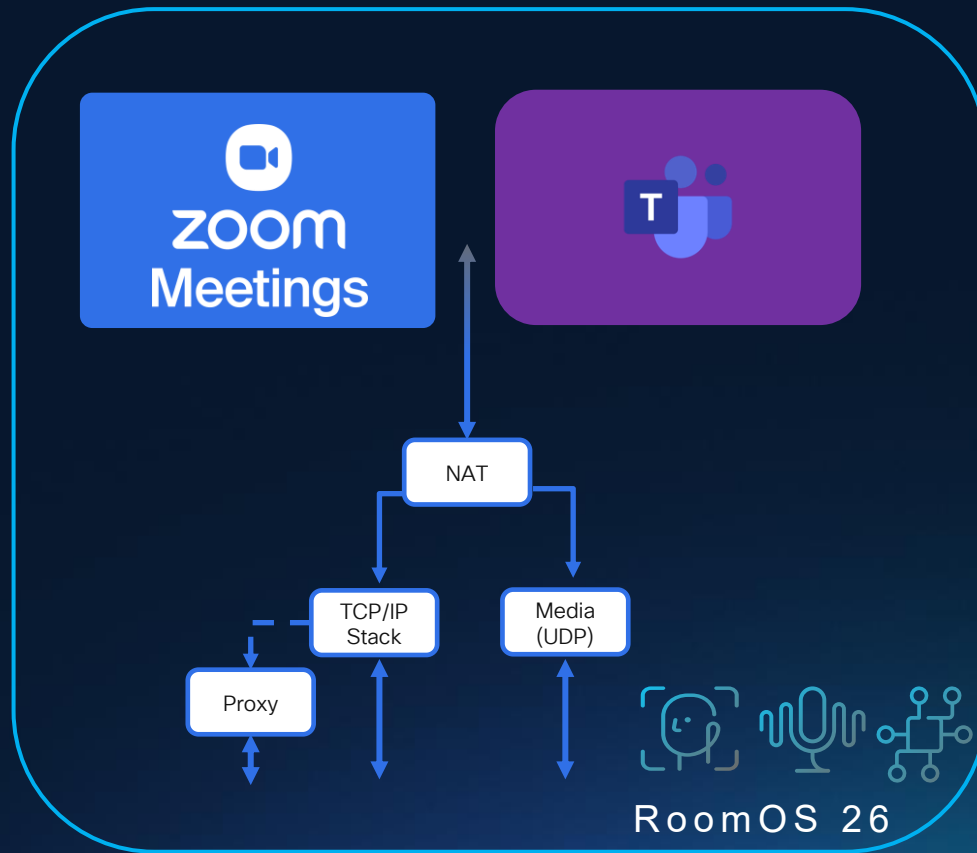 zoom
Meetings
T
NAT
TCP/IP
Stack
Media
(UDP)
Proxy
RoomOS 26